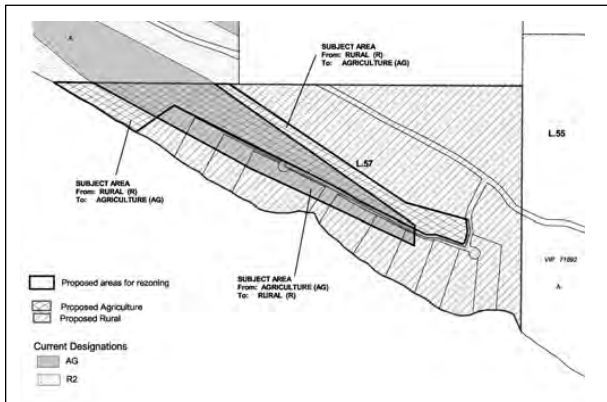 A.
SUBJECT AREA
From: RURAL (R)
To: AGRICULTURE (AG)
L.55
L.57
SUBJECT AREA
From: RURAL (R)
To: AGRICULTURE (AG)
SUBJECT AREA
From: AGRICULTURE (AG)
To: RURAL (R)
VIP 71892
A.
Proposed areas for rezoning
Proposed Agriculture
Proposed Rural
Current Designations
AG
R2